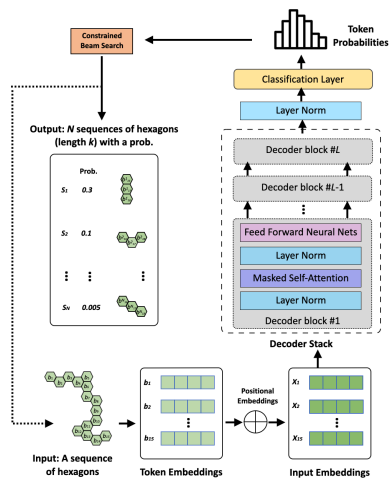 Constrained
Beam Search
Token
Probabilities
Classification Layer
Output: N sequences of hexagons
(length k) with a prob.
Layer Norm
Prob.
S1 0.3
S2 0.1
SN 0.005
Decoder block #L
Decoder block #L-1
Feed Forward Neural Nets
Layer Norm
Masked Self-Attention
Layer Norm
Decoder block #1
Decoder Stack
b1
b2
b15
Positional
Embeddings
X1
X2
X15
Input: A sequence
of hexagons
Token Embeddings
Input Embeddings